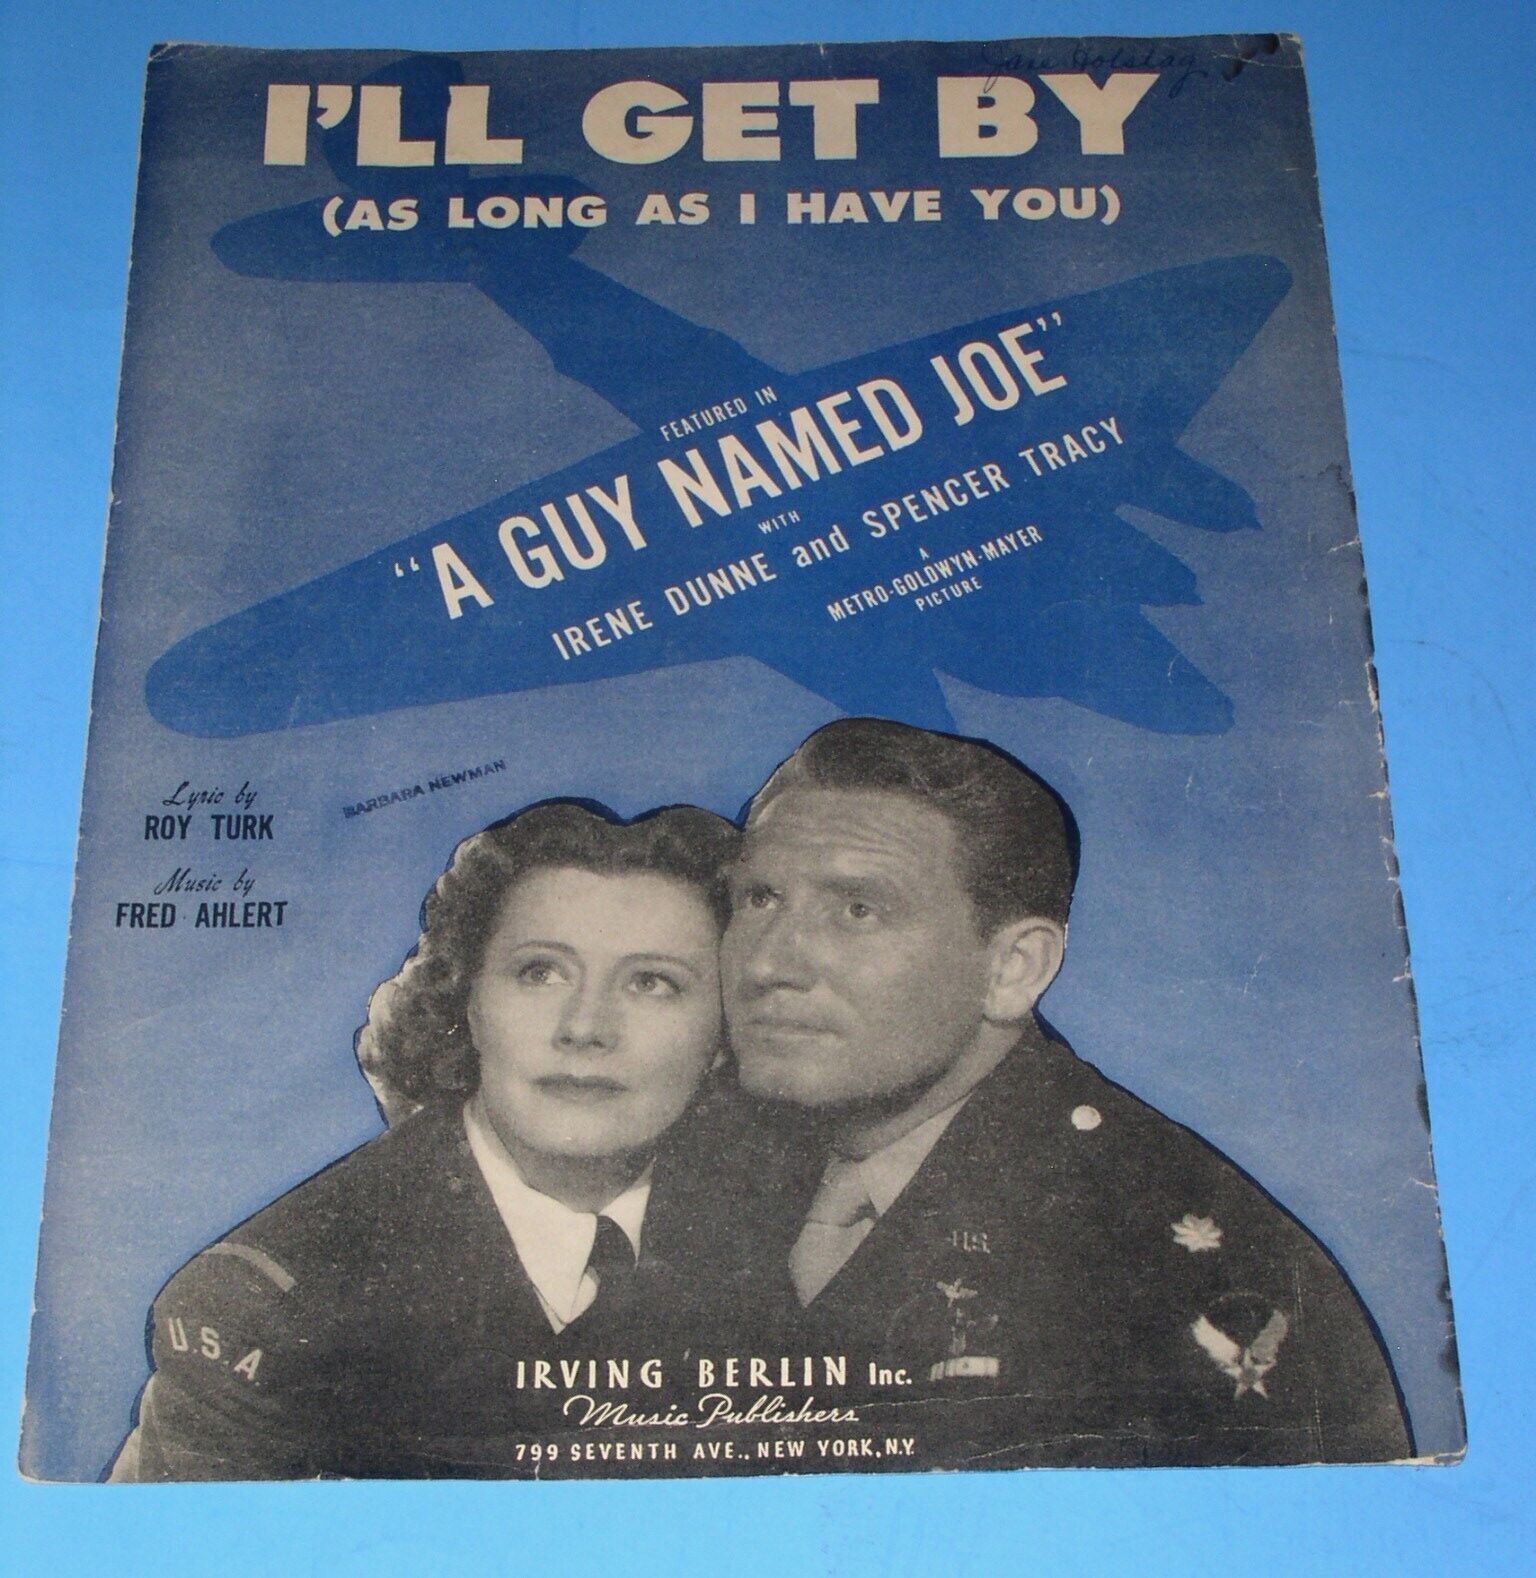 Jane Holstag
I'LL GET BY
(AS LONG AS I HAVE YOU)
FEATURED IN
"A GUY NAMED JOE"
WITH
IRENE DUNNE and SPENCER TRACY
A
METRO-GOLDWYN-MAYER
PICTURE
Lyric by
ROY TURK
BARBARA NEWMAN
Music by
FRED AHLERT
U.S.
U.S.A.
IRVING BERLIN Inc.
Music Publishers
799 SEVENTH AVE., NEW YORK, N.Y.